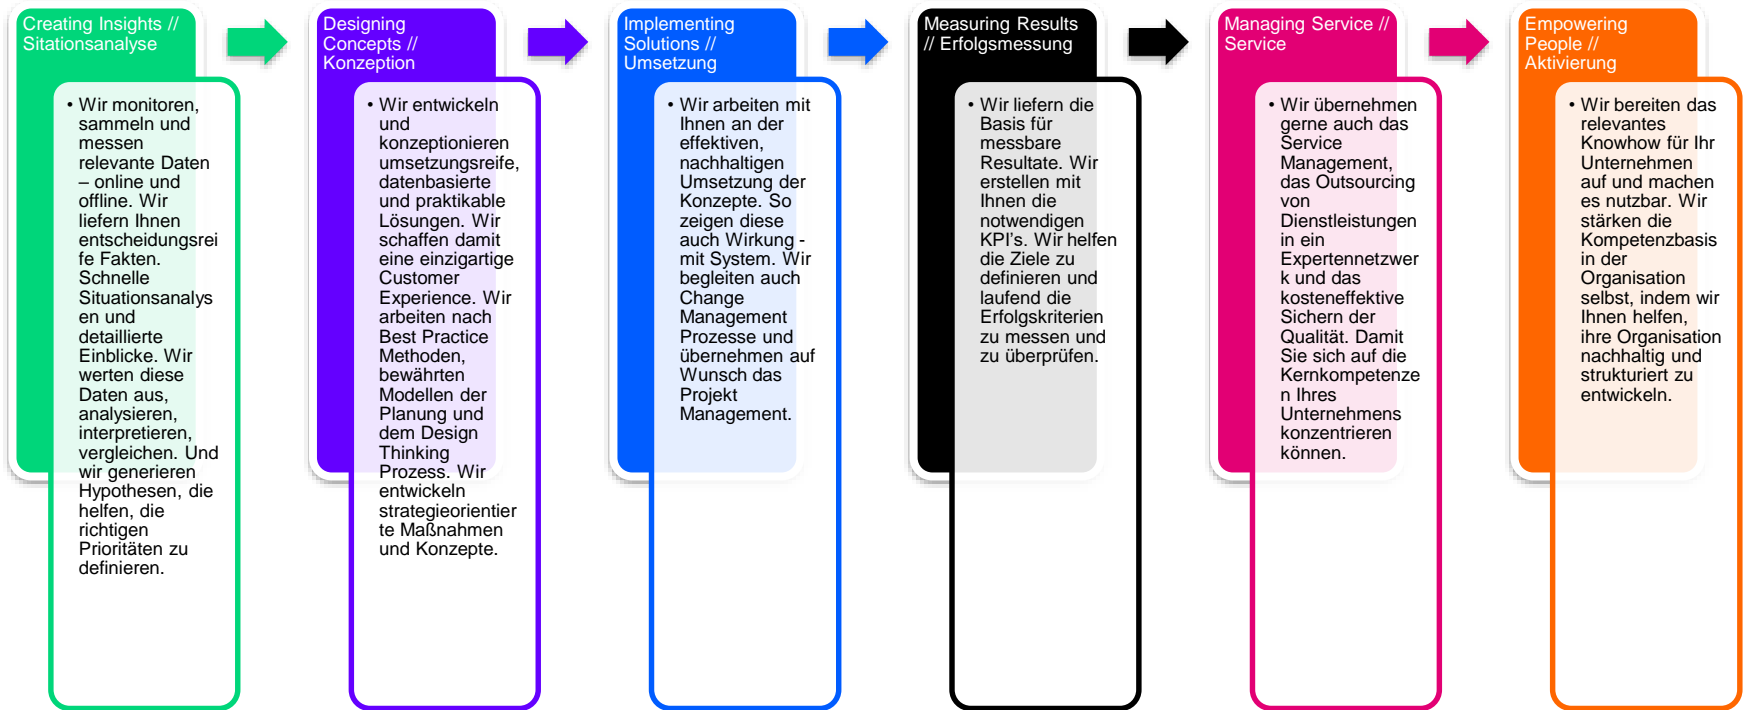 Creating Insights //
Sitationsanalyse
• Wir monitoren,
sammeln und
messen
relevante Daten
– online und
offline. Wir
liefern Ihnen
entscheidungsrei
fe Fakten.
Schnelle
Situationsanalys
en und
detaillierte
Einblicke. Wir
werten diese
Daten aus,
analysieren,
interpretieren,
vergleichen. Und
wir generieren
Hypothesen, die
helfen, die
richtigen
Prioritäten zu
definieren.
Designing
Concepts //
Konzeption
• Wir entwickeln
und
konzeptionieren
umsetzungsreife,
datenbasierte
und praktikable
Lösungen. Wir
schaffen damit
eine einzigartige
Customer
Experience. Wir
arbeiten nach
Best Practice
Methoden,
bewährten
Modellen der
Planung und
dem Design
Thinking
Prozess. Wir
entwickeln
strategieorientier
te Maßnahmen
und Konzepte.
Implementing
Solutions //
Umsetzung
• Wir arbeiten mit
Ihnen an der
effektiven,
nachhaltigen
Umsetzung der
Konzepte. So
zeigen diese
auch Wirkung -
mit System. Wir
begleiten auch
Change
Management
Prozesse und
übernehmen auf
Wunsch das
Projekt
Management.
Measuring Results
// Erfolgsmessung
• Wir liefern die
Basis für
messbare
Resultate. Wir
erstellen mit
Ihnen die
notwendigen
KPI's. Wir helfen
die Ziele zu
definieren und
laufend die
Erfolgskriterien
zu messen und
zu überprüfen.
Managing Service //
Service
• Wir übernehmen
gerne auch das
Service
Management,
das Outsourcing
von
Dienstleistungen
in ein
Expertennetzwer
k und das
kosteneffektive
Sichern der
Qualität. Damit
Sie sich auf die
Kernkompetenze
n Ihres
Unternehmens
konzentrieren
können.
Empowering
People //
Aktivierung
• Wir bereiten das
relevantes
Knowhow für Ihr
Unternehmen
auf und machen
es nutzbar. Wir
stärken die
Kompetenzbasis
in der
Organisation
selbst, indem wir
Ihnen helfen,
ihre Organisation
nachhaltig und
strukturiert zu
entwickeln.